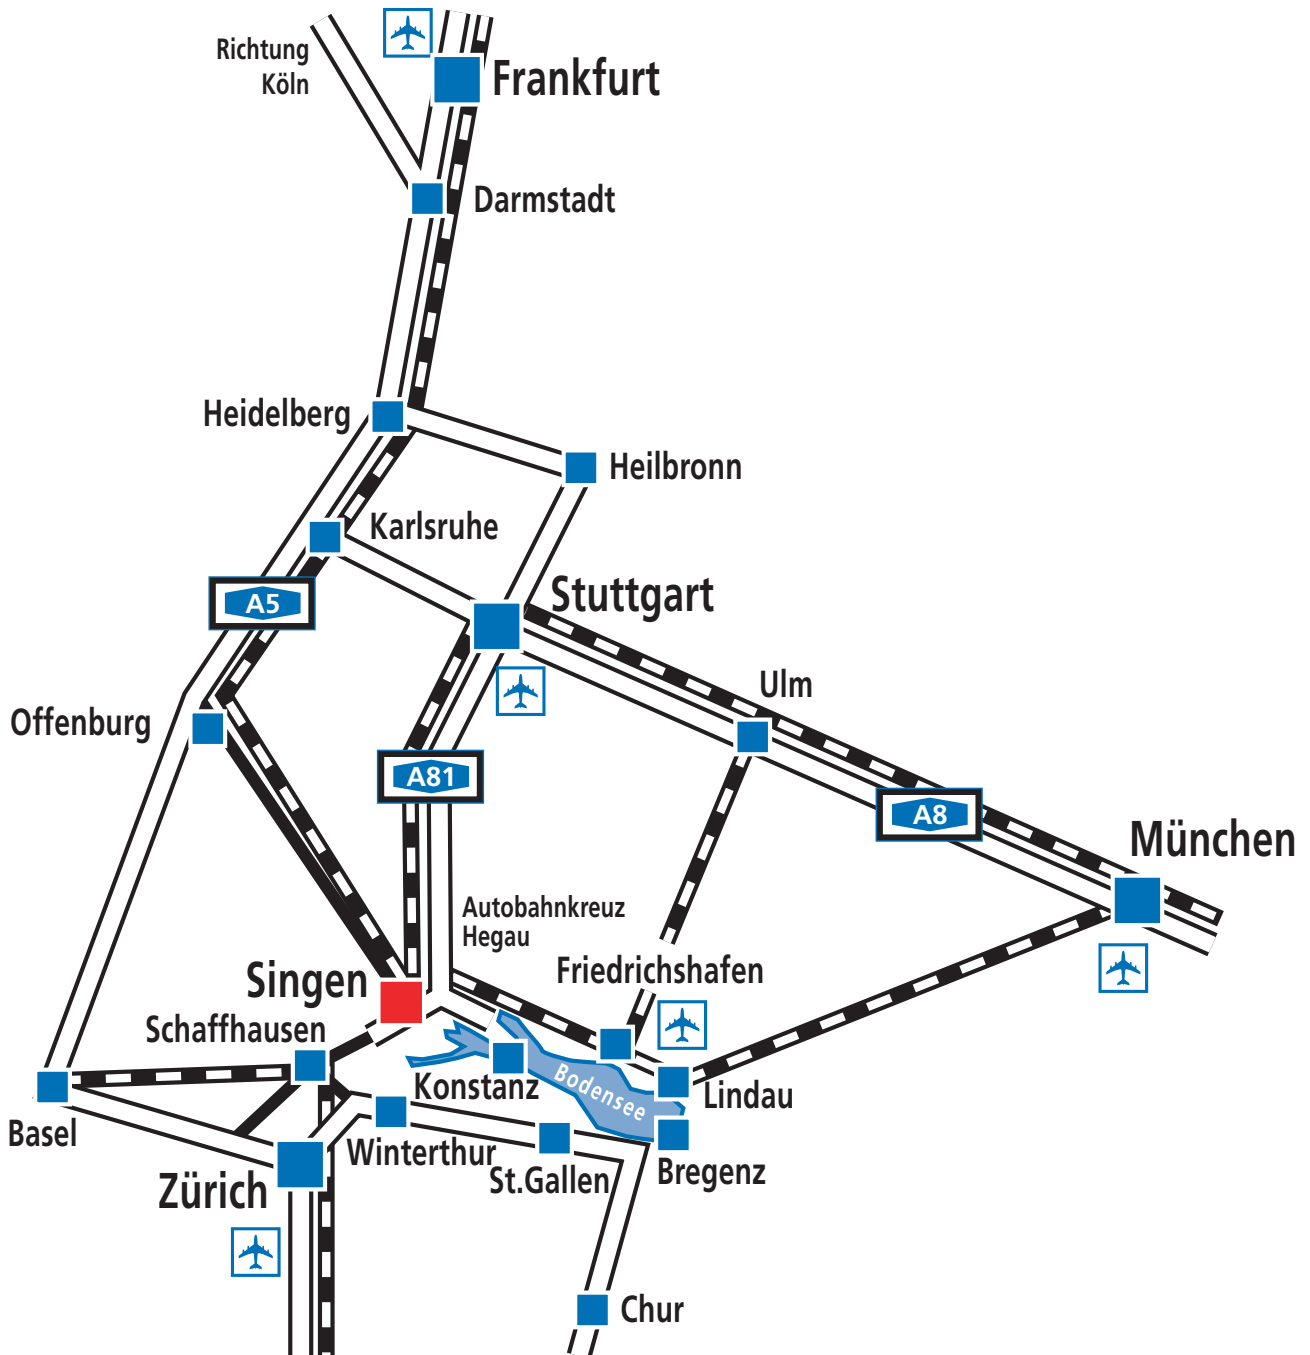 Richtung
Köln
Frankfurt
Darmstadt
Heidelberg
Heilbronn
Karlsruhe
A5
Stuttgart
Ulm
Offenburg
A81
A8
München
Autobahnkreuz
Hegau
Singen
Friedrichshafen
Schaffhausen
Konstanz
Bodensee
Lindau
Basel
Winterthur
Zürich
St.Gallen
Bregenz
Chur